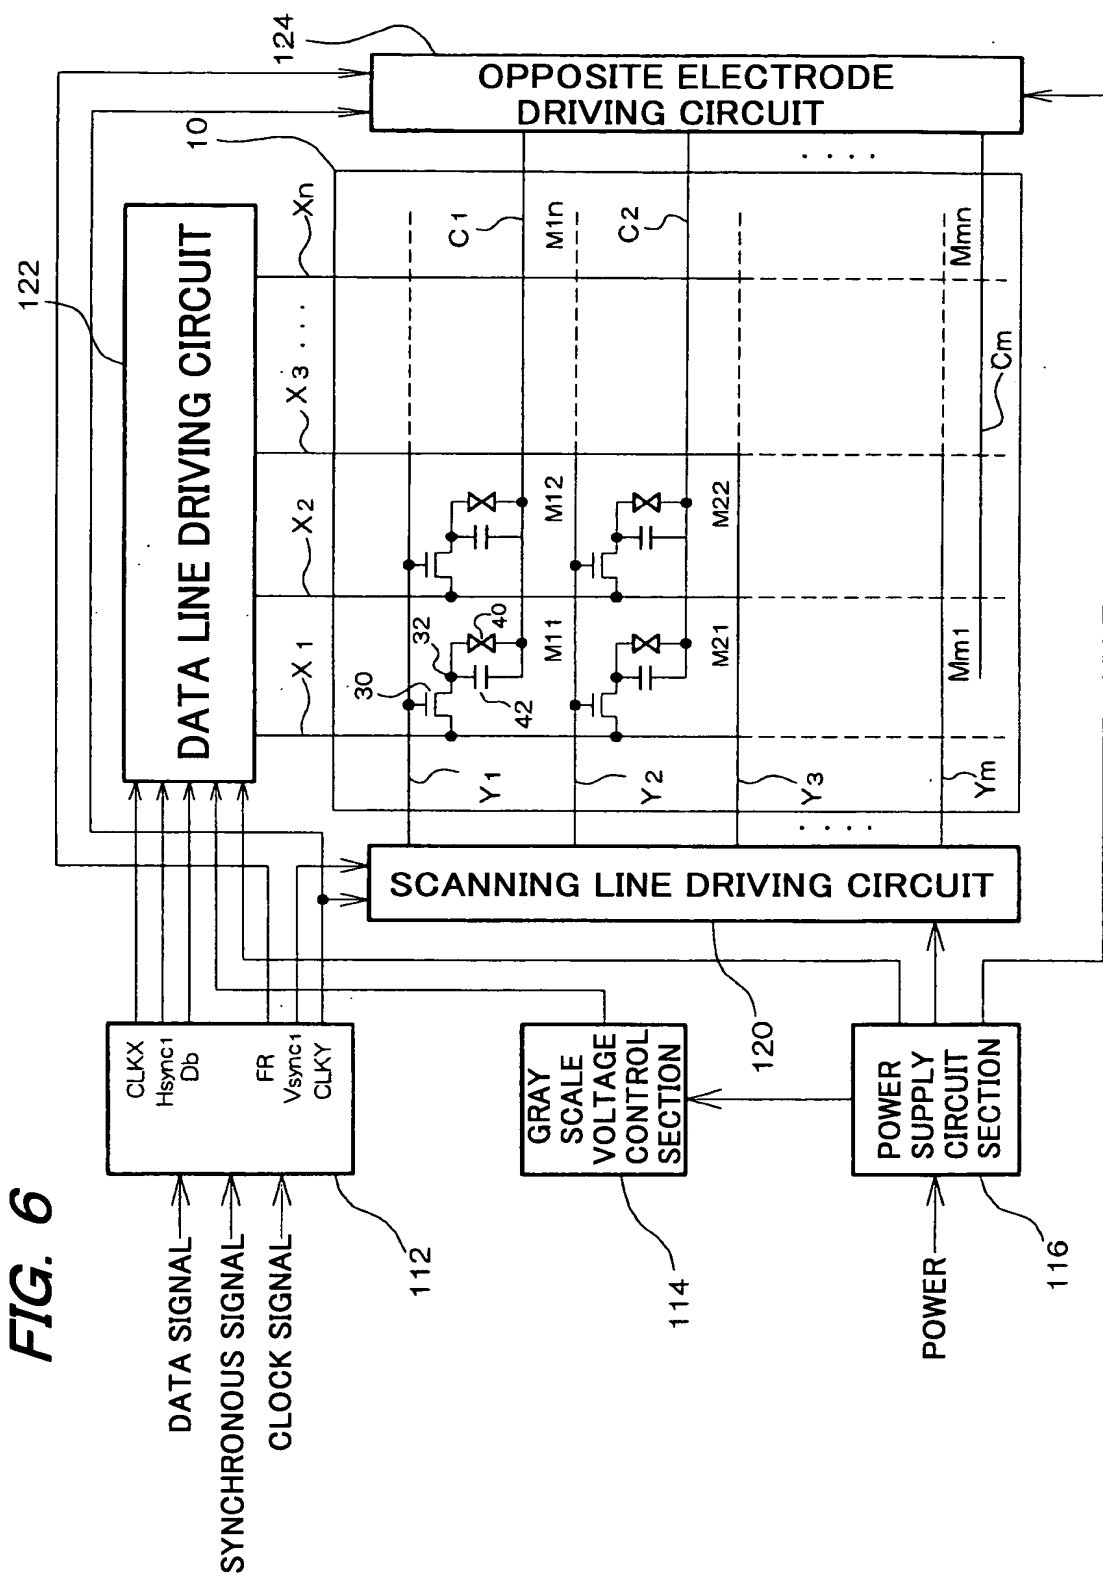 FIG. 6
DATA SIGNAL
SYNCHRONOUS SIGNAL
CLOCK SIGNAL
112
CLKX
Hsync1
Db
FR
Vsync1
CLKY
122
DATA LINE DRIVING CIRCUIT
X1
X2
X3
. . . .
Xn
10
124
OPPOSITE ELECTRODE
DRIVING CIRCUIT
GRAY
SCALE
VOLTAGE
CONTROL
SECTION
114
POWER
POWER
SUPPLY
CIRCUIT
SECTION
116
SCANNING LINE DRIVING CIRCUIT
120
Y1
Y2
Y3
. . . .
Ym
30
32
40
42
M11
M12
M1n
M21
M22
Mm1
Mmn
C1
C2
. . . .
Cm